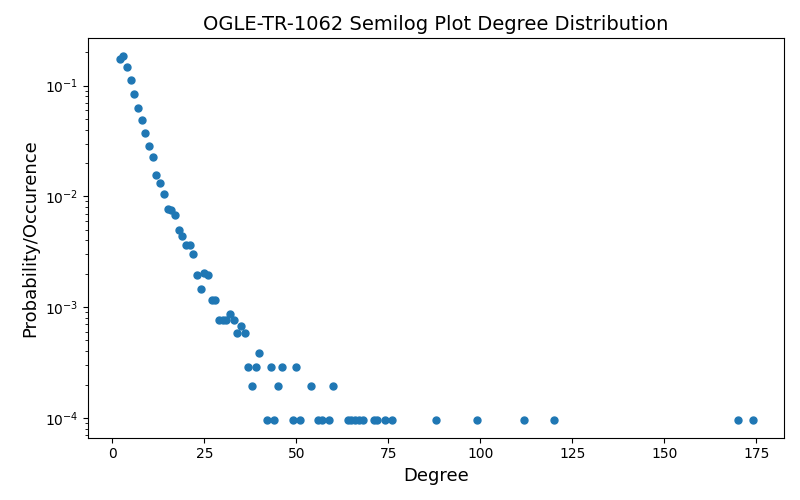 OGLE-TR-1062 Semilog Plot Degree Distribution
Probability/Occurence
10⁻¹
10⁻²
10⁻³
10⁻⁴
0 25 50 75 100 125 150 175
Degree